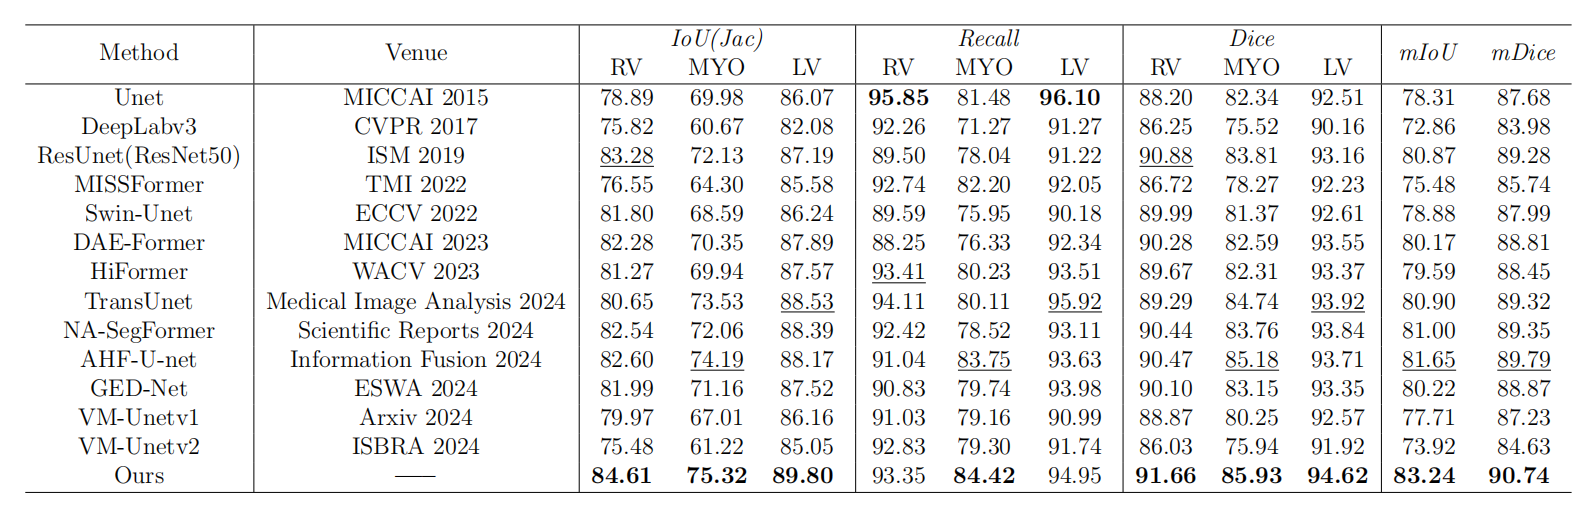 Method Venue IoU(Jac) Recall Dice mIoU mDice
RV MYO LV RV MYO LV RV MYO LV
Unet MICCAI 2015 78.89 69.98 86.07 95.85 81.48 96.10 88.20 82.34 92.51 78.31 87.68
DeepLabv3 CVPR 2017 75.82 60.67 82.08 92.26 71.27 91.27 86.25 75.52 90.16 72.86 83.98
ResUnet(ResNet50) ISM 2019 83.28 72.13 87.19 89.50 78.04 91.22 90.88 83.81 93.16 80.87 89.28
MISSFormer TMI 2022 76.55 64.30 85.58 92.74 82.20 92.05 86.72 78.27 92.23 75.48 85.74
Swin-Unet ECCV 2022 81.80 68.59 86.24 89.59 75.95 90.18 89.99 81.37 92.61 78.88 87.99
DAE-Former MICCAI 2023 82.28 70.35 87.89 88.25 76.33 92.34 90.28 82.59 93.55 80.17 88.81
HiFormer WACV 2023 81.27 69.94 87.57 93.41 80.23 93.51 89.67 82.31 93.37 79.59 88.45
TransUnet Medical Image Analysis 2024 80.65 73.53 88.53 94.11 80.11 95.92 89.29 84.74 93.92 80.90 89.32
NA-SegFormer Scientific Reports 2024 82.54 72.06 88.39 92.42 78.52 93.11 90.44 83.76 93.84 81.00 89.35
AHF-U-net Information Fusion 2024 82.60 74.19 88.17 91.04 83.75 93.63 90.47 85.18 93.71 81.65 89.79
GED-Net ESWA 2024 81.99 71.16 87.52 90.83 79.74 93.98 90.10 83.15 93.35 80.22 88.87
VM-Unetv1 Arxiv 2024 79.97 67.01 86.16 91.03 79.16 90.99 88.87 80.25 92.57 77.71 87.23
VM-Unetv2 ISBRA 2024 75.48 61.22 85.05 92.83 79.30 91.74 86.03 75.94 91.92 73.92 84.63
Ours —— 84.61 75.32 89.80 93.35 84.42 94.95 91.66 85.93 94.62 83.24 90.74